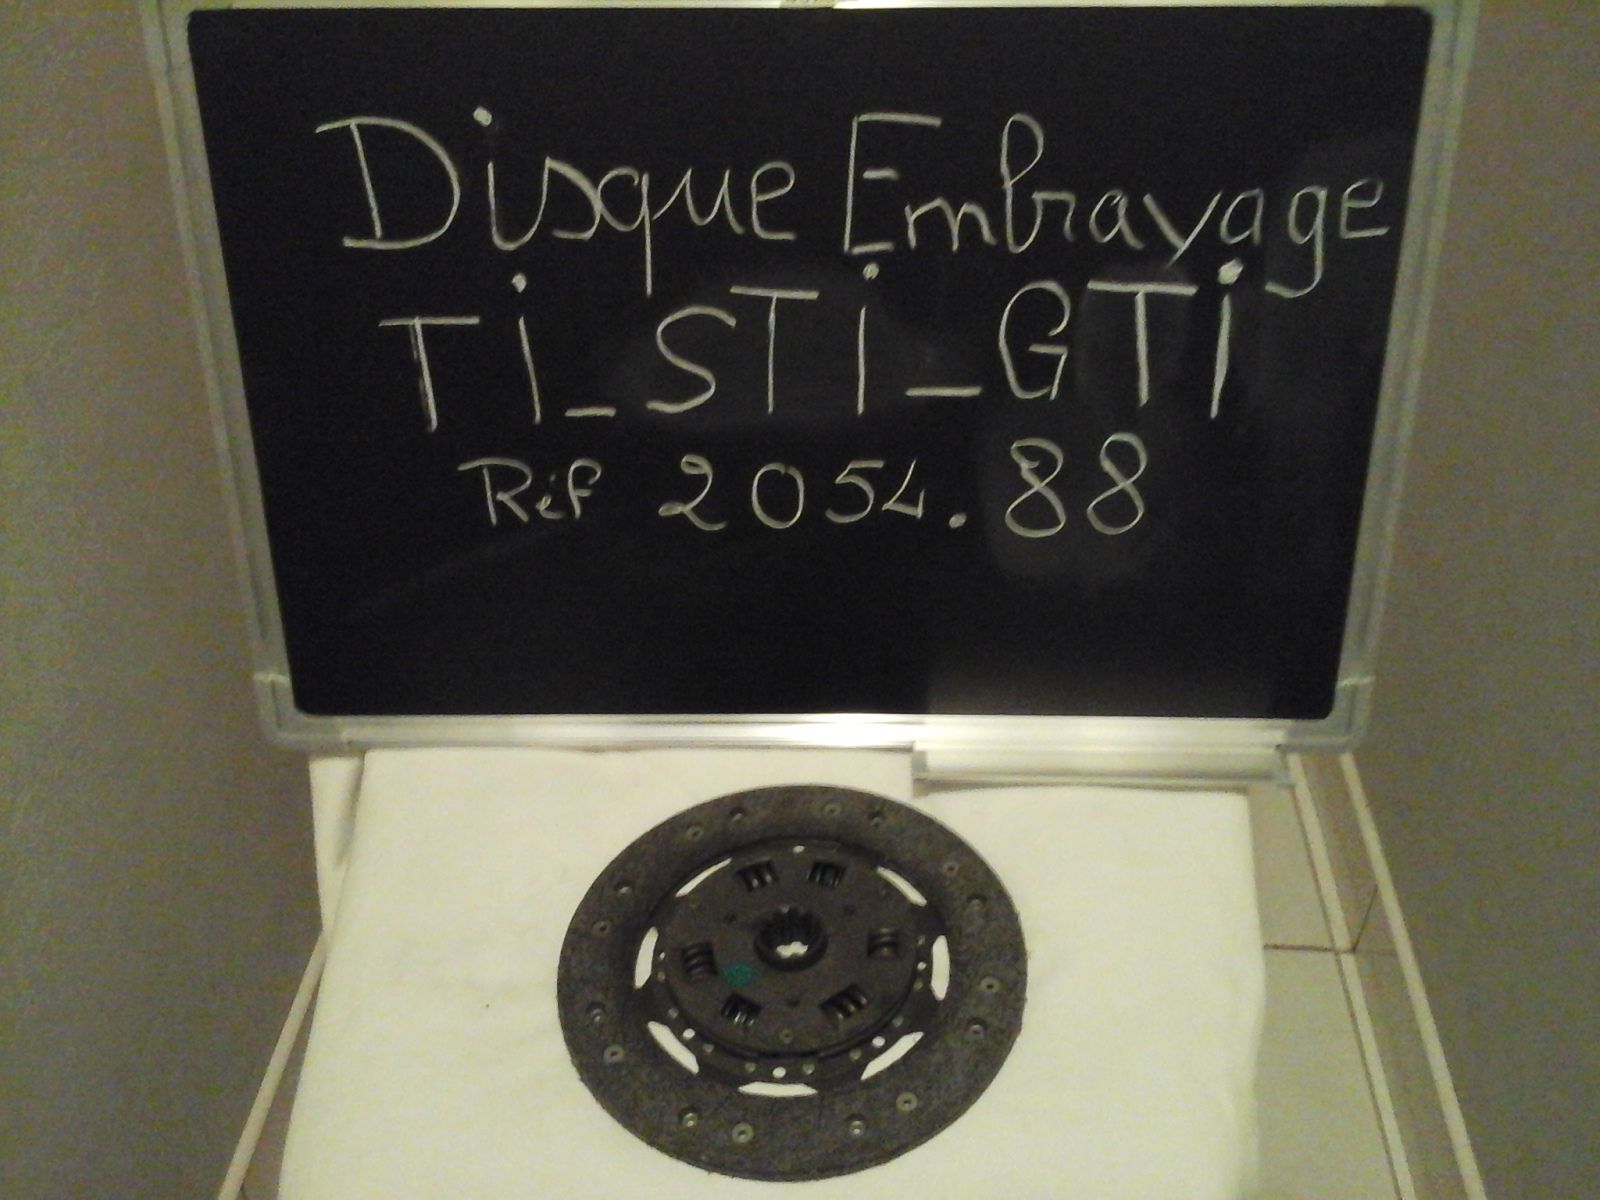 Disque Embrayage
Ti_STi_GTi
Réf 2054.88